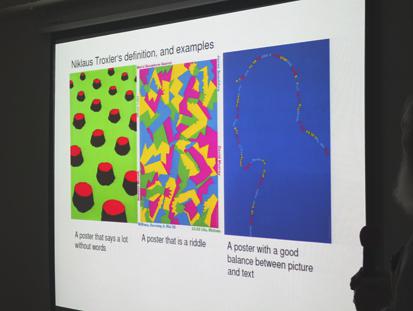 Niklaus Troxler's definition, and examples
A poster that says a lot
without words
A poster that is a riddle
A poster with a good
balance between picture
and text